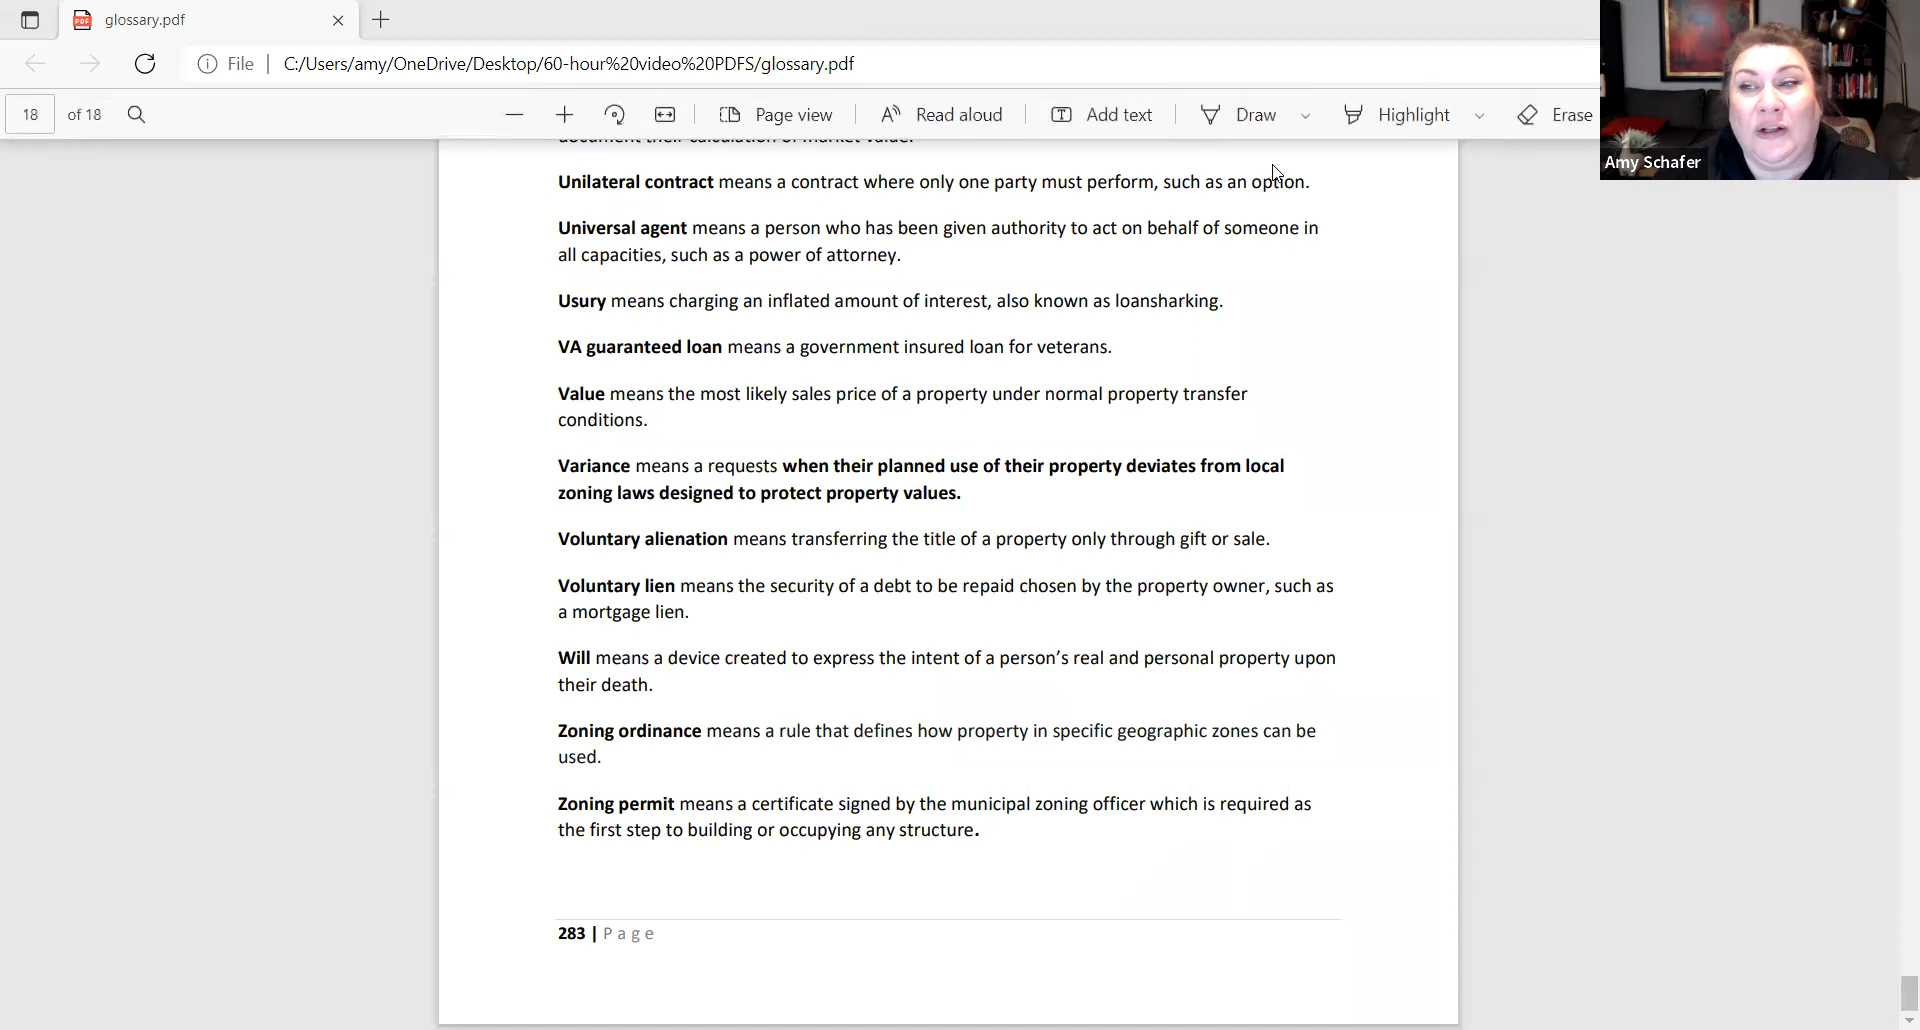 glossary.pdf
File | C:/Users/amy/OneDrive/Desktop/60-hour%20video%20PDFS/glossary.pdf
18 of 18 Page view Read aloud Add text Draw Highlight Erase
Amy Schafer
document their calculation of market value.
Unilateral contract means a contract where only one party must perform, such as an option.
Universal agent means a person who has been given authority to act on behalf of someone in
all capacities, such as a power of attorney.
Usury means charging an inflated amount of interest, also known as loansharking.
VA guaranteed loan means a government insured loan for veterans.
Value means the most likely sales price of a property under normal property transfer
conditions.
Variance means a requests when their planned use of their property deviates from local
zoning laws designed to protect property values.
Voluntary alienation means transferring the title of a property only through gift or sale.
Voluntary lien means the security of a debt to be repaid chosen by the property owner, such as
a mortgage lien.
Will means a device created to express the intent of a person’s real and personal property upon
their death.
Zoning ordinance means a rule that defines how property in specific geographic zones can be
used.
Zoning permit means a certificate signed by the municipal zoning officer which is required as
the first step to building or occupying any structure.
283 | Page